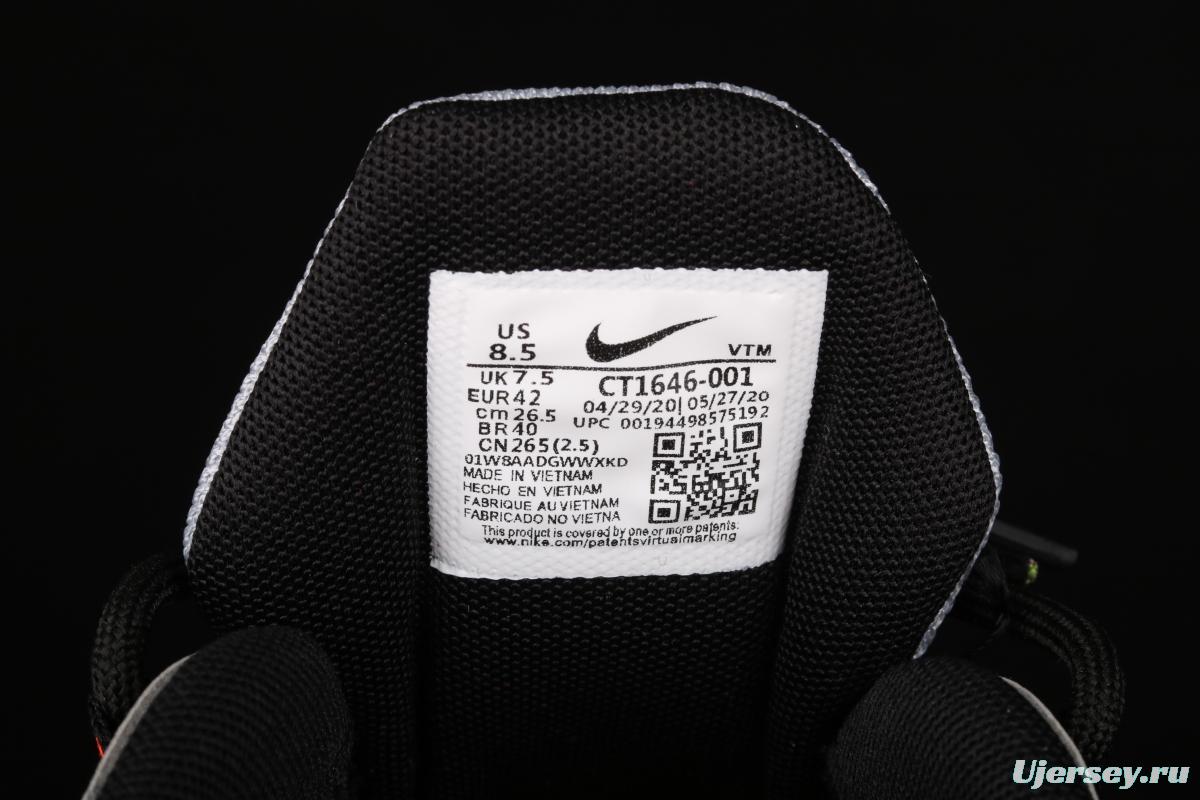 US
8.5
VTM
UK 7.5
CT1646-001
EUR 42
04/29/20| 05/27/20
cm 26.5
UPC 00194498575192
BR 40
CN 265(2.5)
01W8AADGWWXKD
MADE IN VIETNAM
HECHO EN VIETNAM
FABRIQUE AU VIETNAM
FABRICADO NO VIETNA
This product is covered by one or more patents:
www.nike.com/patentsvirtualmarking
Ujersey.ru